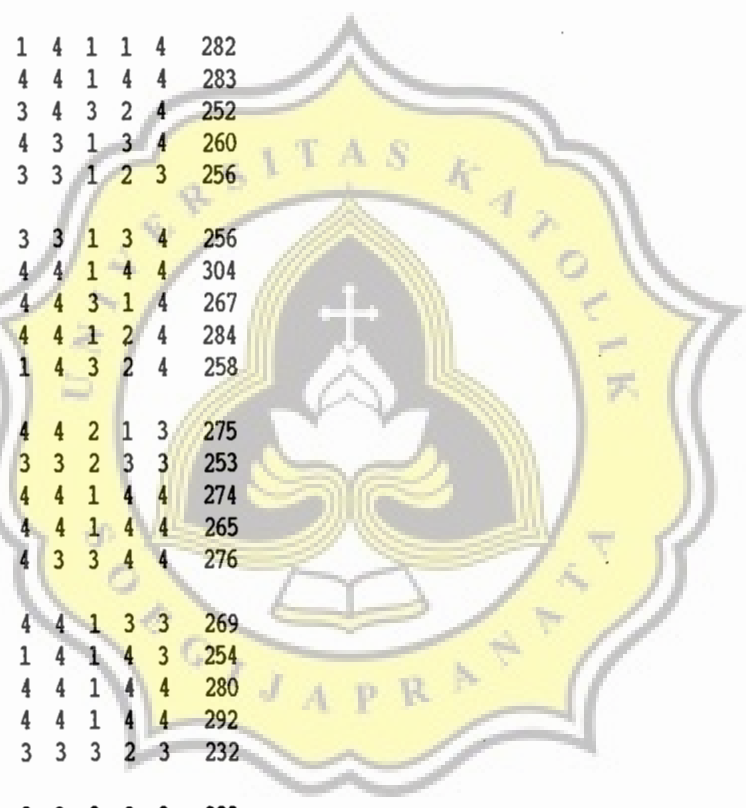 1 4 1 1 4 282
4 4 1 4 4 283
3 4 3 2 4 252
4 3 1 3 4 260
3 3 1 2 3 256
3 3 1 3 4 256
4 4 1 4 4 304
4 4 3 1 4 267
4 4 1 2 4 284
1 4 3 2 4 258
4 4 2 1 3 275
3 3 2 3 3 253
4 4 1 4 4 274
4 4 1 4 4 265
4 3 3 4 4 276
4 4 1 3 3 269
1 4 1 4 3 254
4 4 1 4 4 280
4 4 1 4 4 292
3 3 3 2 3 232
UNIVERSITAS KATOLIK
SOEGIJAPRANATA